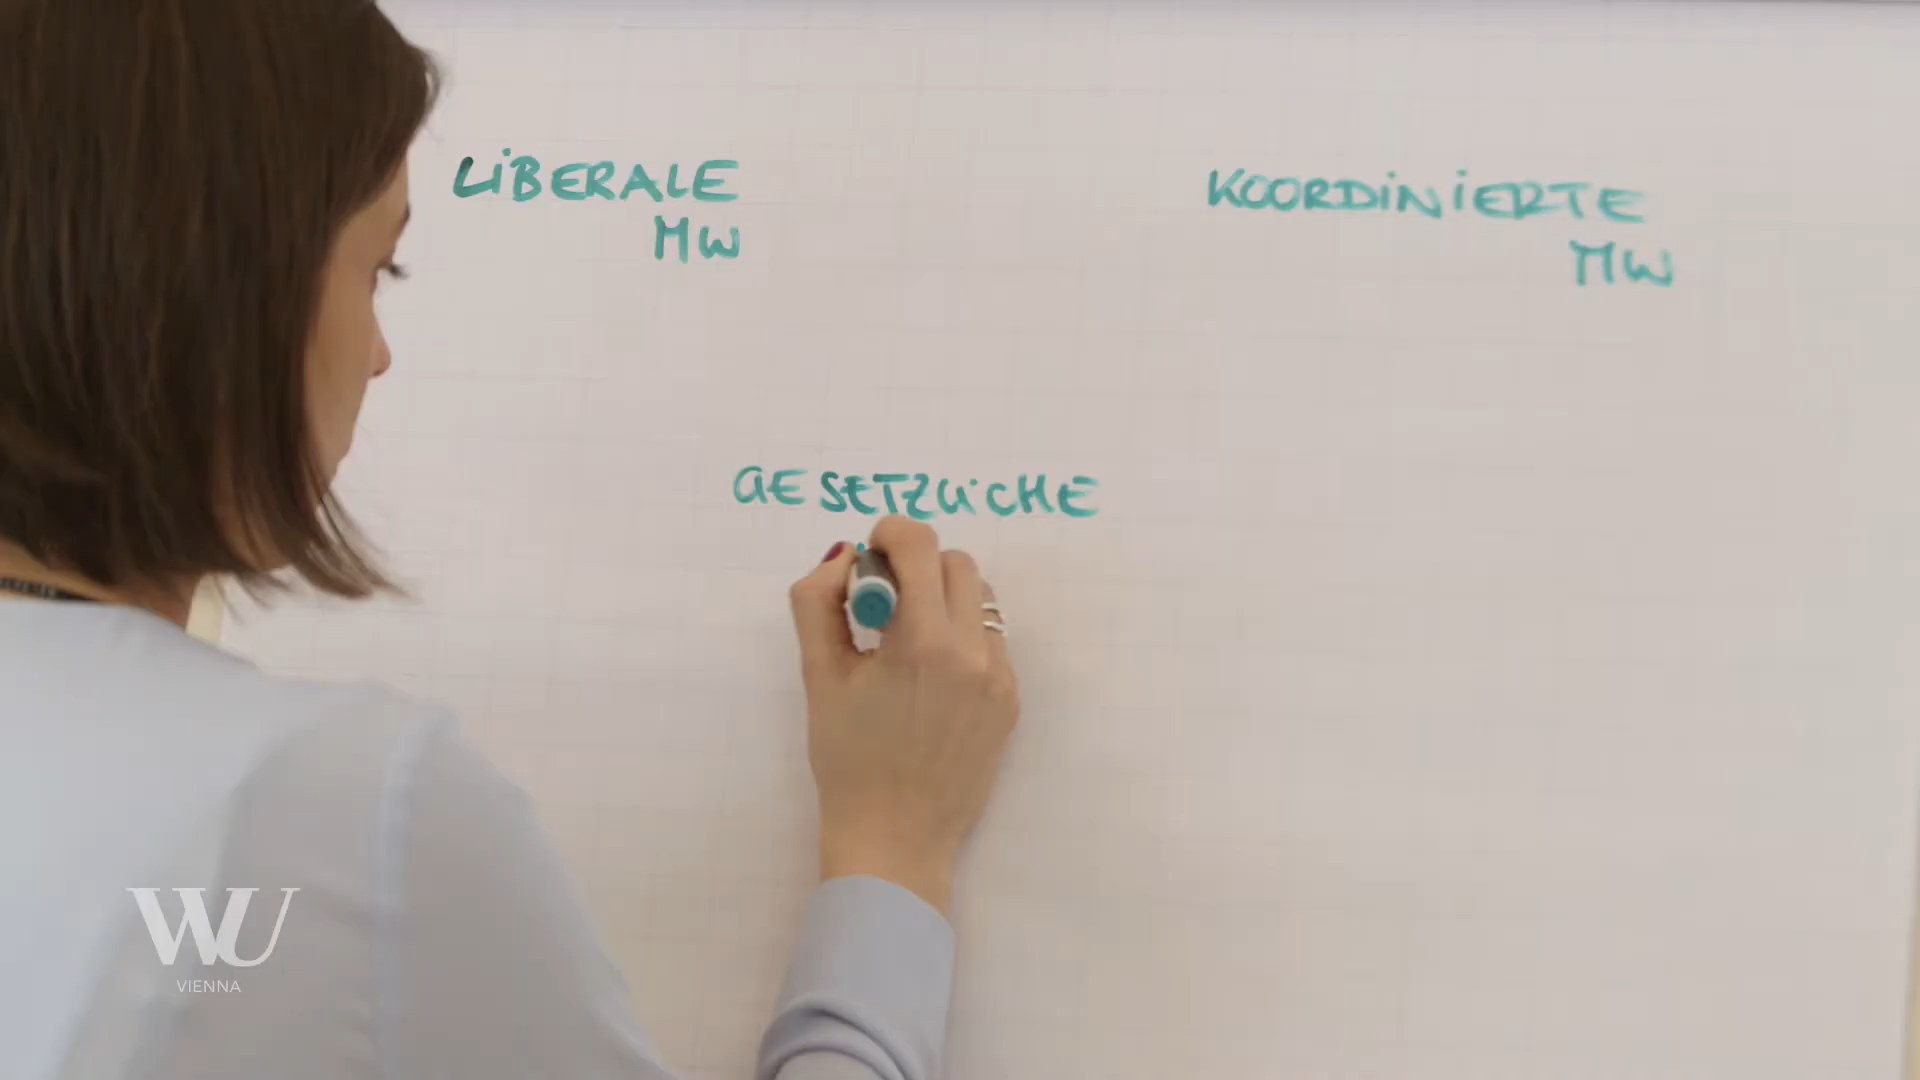 LIBERALE
MW
KOORDINIERTE
MW
GESETZLICHE
WU
VIENNA